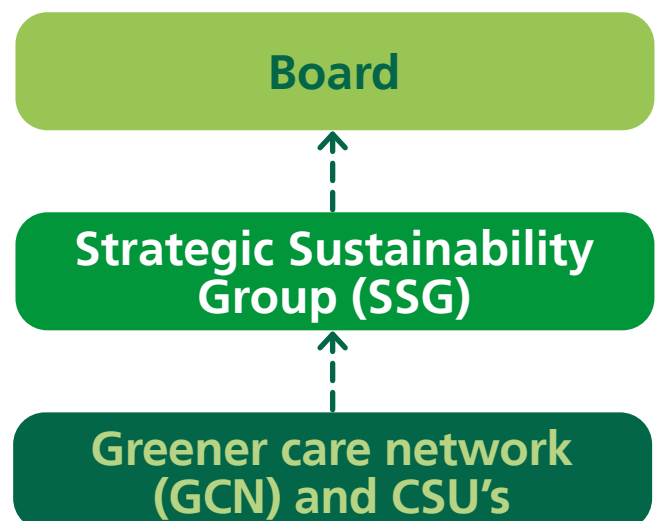 Board
Strategic Sustainability
Group (SSG)
Greener care network
(GCN) and CSU's